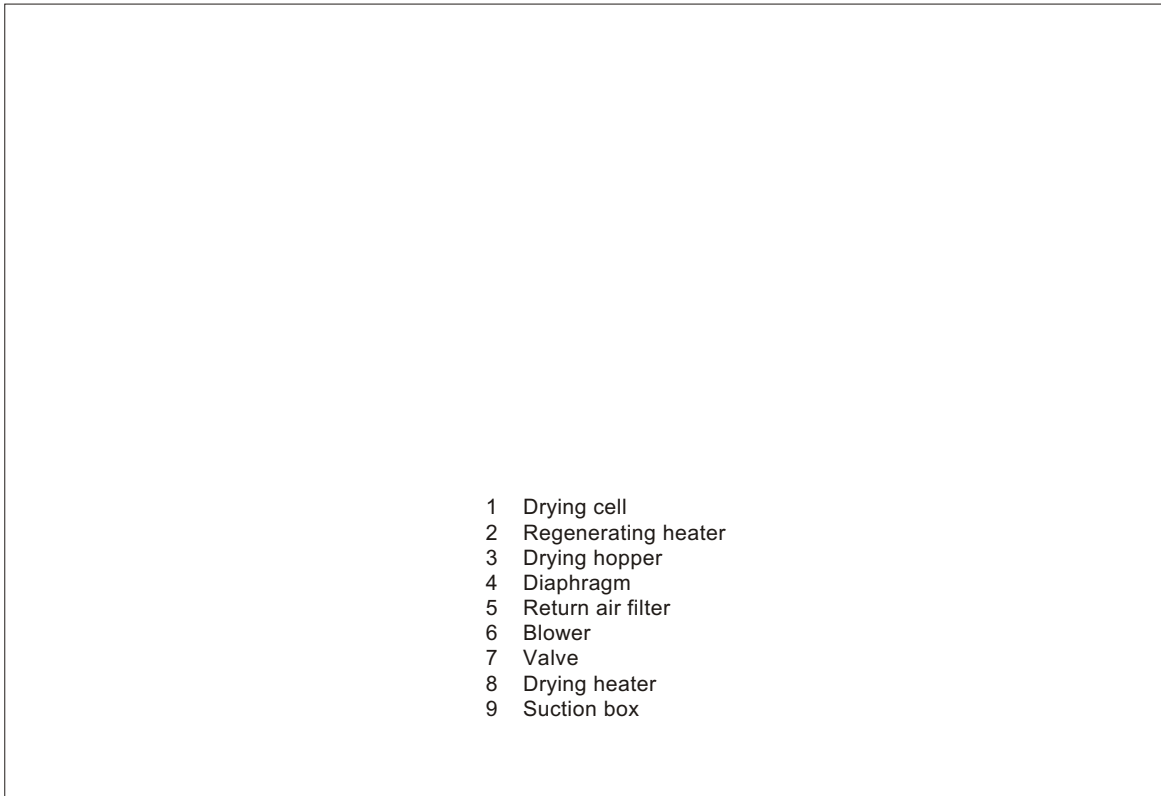 1 Drying cell
2 Regenerating heater
3 Drying hopper
4 Diaphragm
5 Return air filter
6 Blower
7 Valve
8 Drying heater
9 Suction box